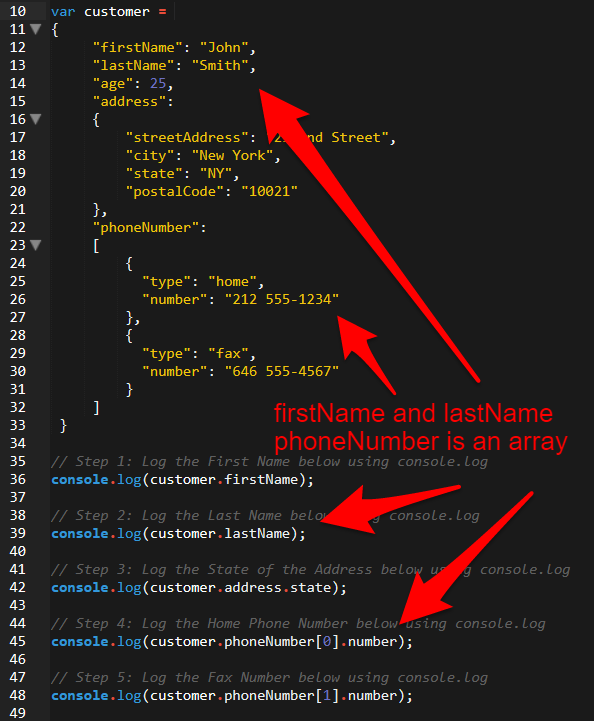 10 var customer =
11 {
12 "firstName": "John",
13 "lastName": "Smith",
14 "age": 25,
15 "address":
16 {
17 "streetAddress": nd Street",
18 "city": "New York",
19 "state": "NY",
20 "postalCode": "10021"
21 },
22 "phoneNumber":
23 [
24 {
25 "type": "home",
26 "number": "212 555-1234"
27 },
28 {
29 "type": "fax",
30 "number": "646 555-4567"
31 }
32 ]
33 }
firstName and lastName
phoneNumber is an array
34
35 // Step 1: Log the First Name below using console.log
36 console.log(customer.firstName);
37
38 // Step 2: Log the Last Name below using console.log
39 console.log(customer.lastName);
40
41 // Step 3: Log the State of the Address below using console.log
42 console.log(customer.address.state);
43
44 // Step 4: Log the Home Phone Number below using console.log
45 console.log(customer.phoneNumber[0].number);
46
47 // Step 5: Log the Fax Number below using console.log
48 console.log(customer.phoneNumber[1].number);
49